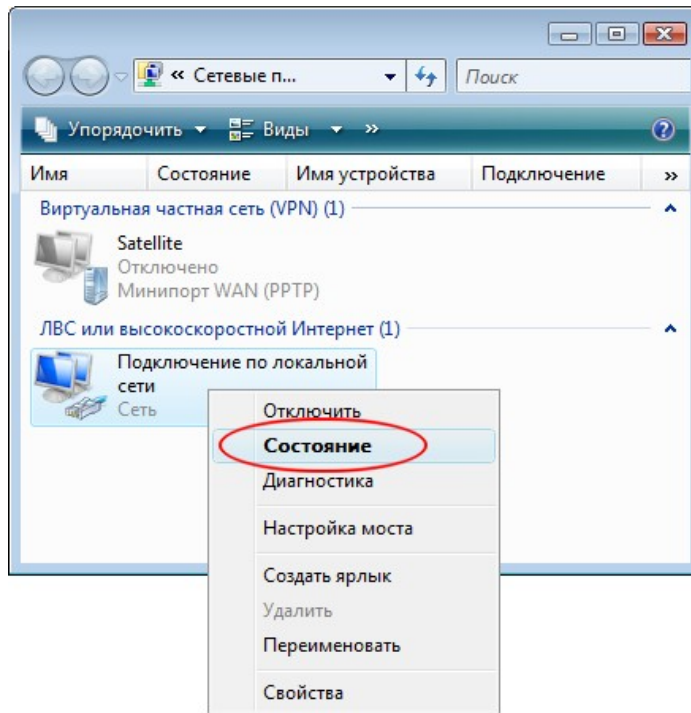 « Сетевые п...
Поиск
Упорядочить Виды »
?
Имя Состояние Имя устройства Подключение »
Виртуальная частная сеть (VPN) (1)
Satellite
Отключено
Минипорт WAN (PPTP)
ЛВС или высокоскоростной Интернет (1)
Подключение по локальной
сети
Сеть
Отключить
Состояние
Диагностика
Настройка моста
Создать ярлык
Удалить
Переименовать
Свойства